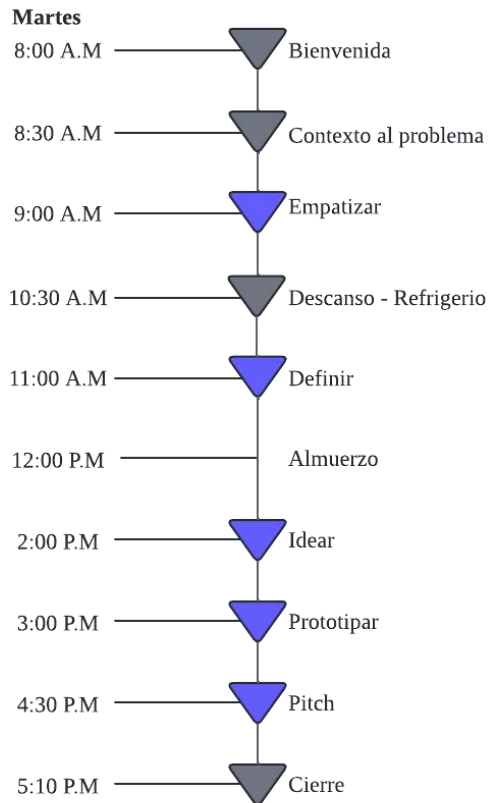 Martes
8:00 A.M Bienvenida
8:30 A.M Contexto al problema
9:00 A.M Empatizar
10:30 A.M Descanso - Refrigerio
11:00 A.M Definir
12:00 P.M Almuerzo
2:00 P.M Idear
3:00 P.M Prototipar
4:30 P.M Pitch
5:10 P.M Cierre